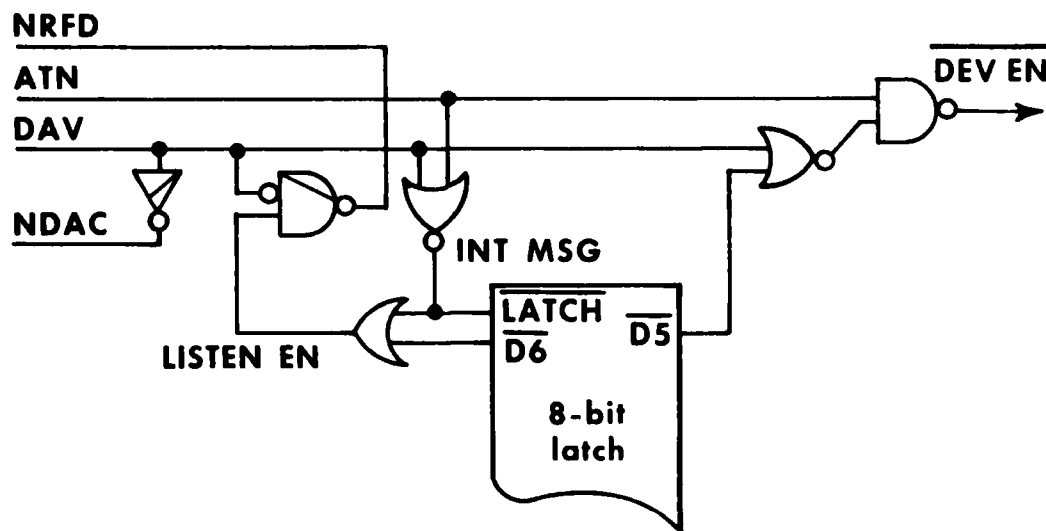 NRFD
DEV EN
ATN
DAV
NDAC
INT MSG
LATCH
D6
D5
LISTEN EN
8-bit
latch